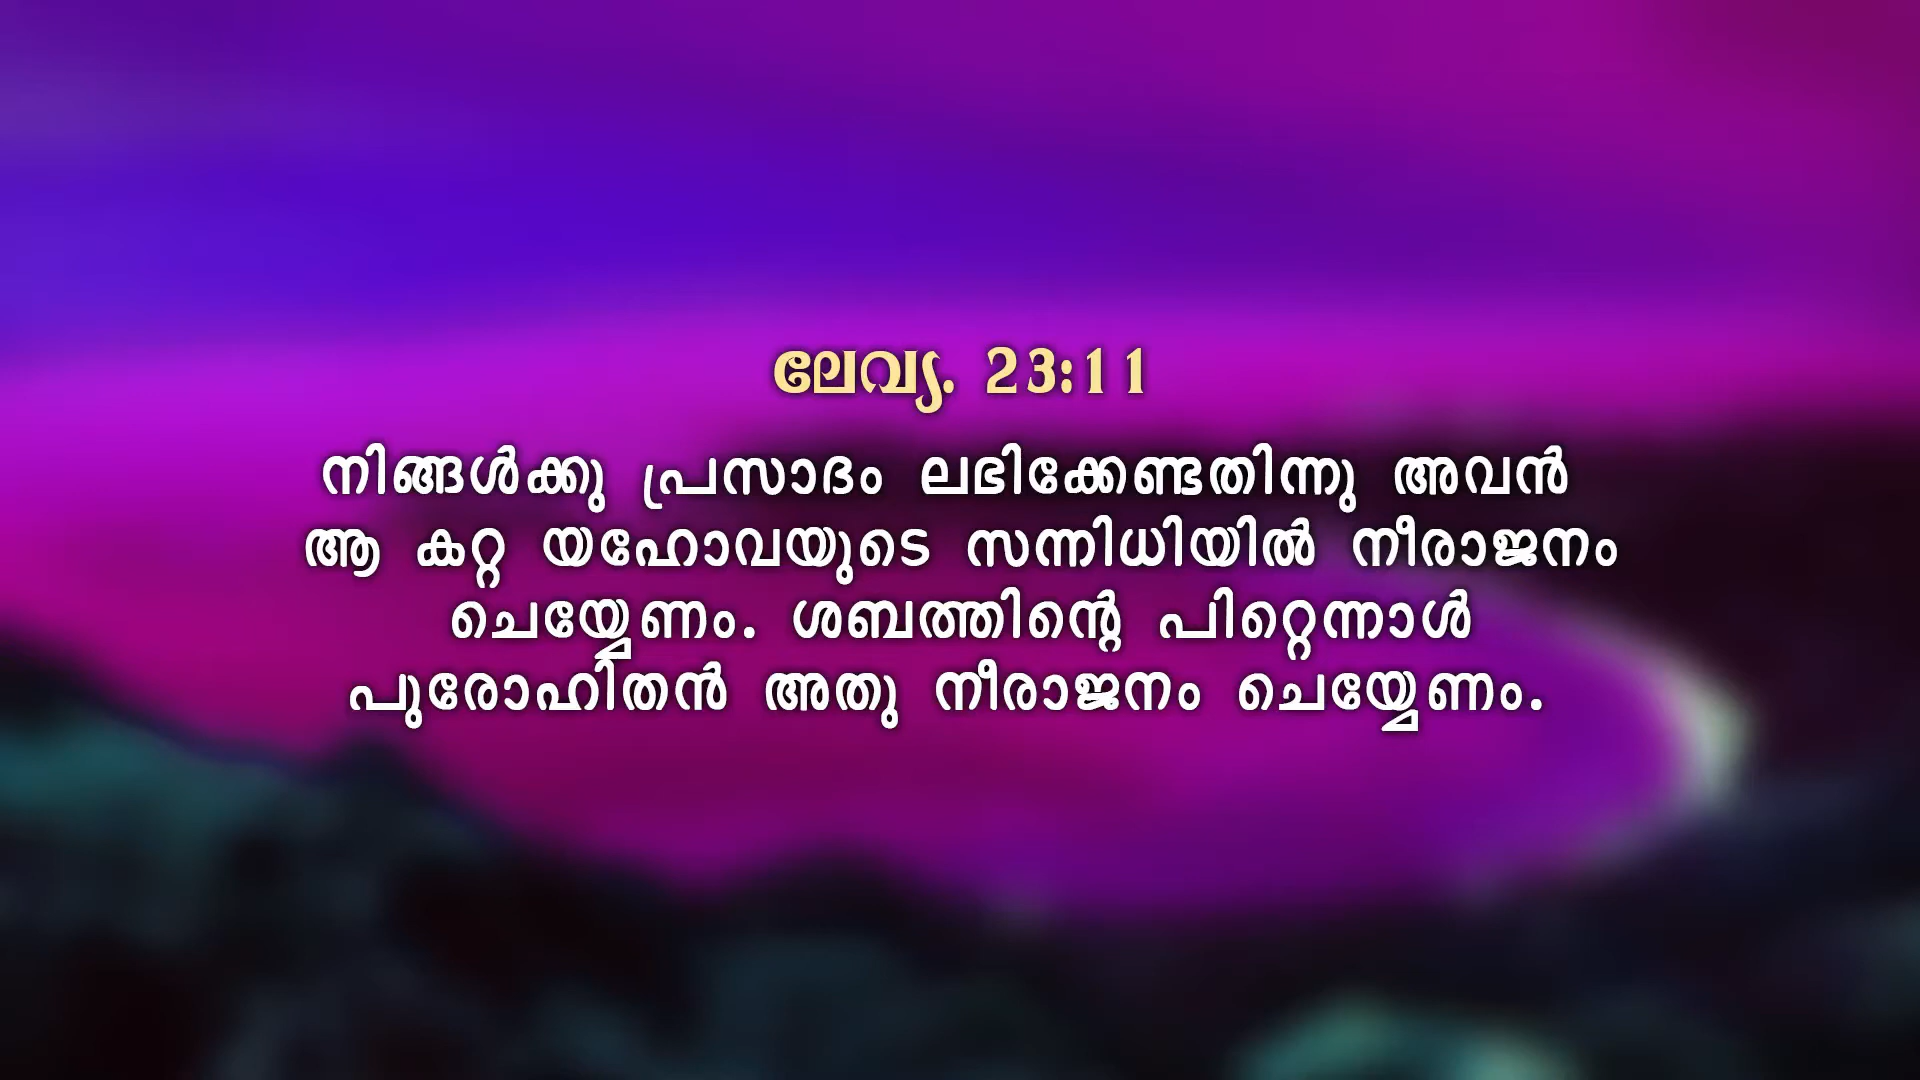 ലേവ്യ. 23:11
നിങ്ങൾക്കു പ്രസാദം ലഭിക്കേണ്ടതിന്നു അവൻ
ആ കറ്റ യഹോവയുടെ സന്നിധിയിൽ നീരാജനം
ചെയ്യേണം. ശബത്തിന്റെ പിറ്റെന്നാൾ
പുരോഹിതൻ അതു നീരാജനം ചെയ്യേണം.